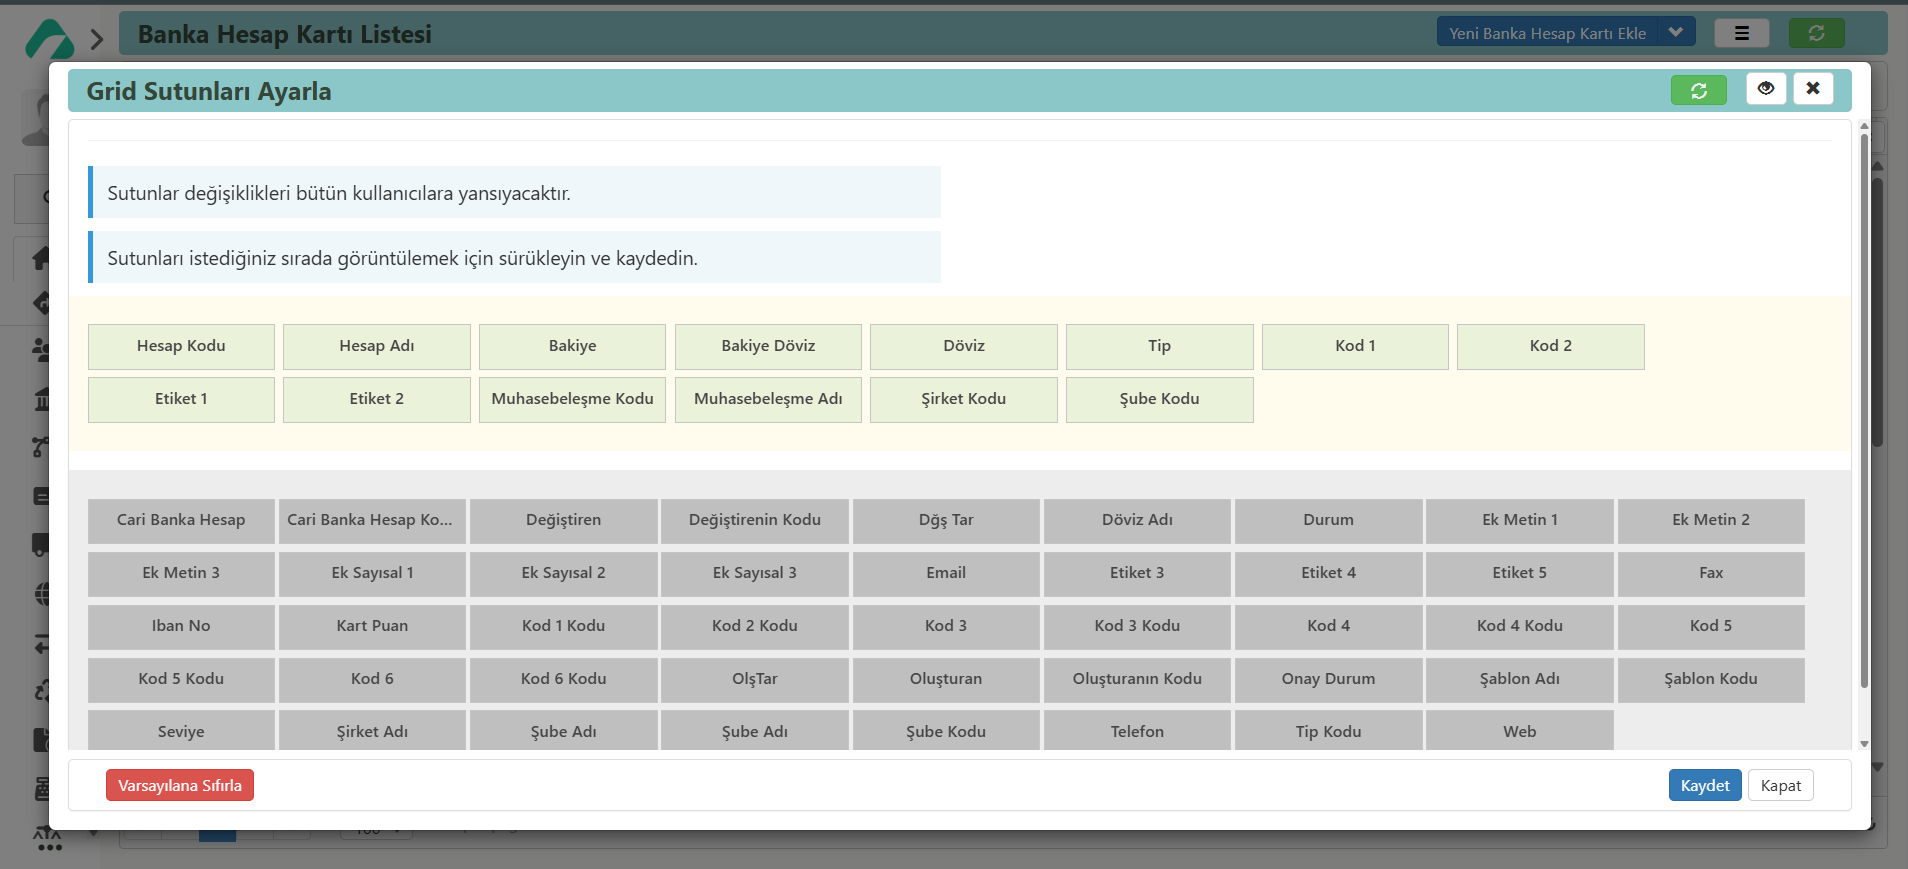 Banka Hesap Kartı Listesi
Yeni Banka Hesap Kartı Ekle
Grid Sutunları Ayarla
Sutunlar değişiklikleri bütün kullanıcılara yansıyacaktır.
Sutunları istediğiniz sırada görüntülemek için sürükleyin ve kaydedin.
Hesap Kodu Hesap Adı Bakiye Bakiye Döviz Döviz Tip Kod 1 Kod 2
Etiket 1 Etiket 2 Muhasebeleşme Kodu Muhasebeleşme Adı Şirket Kodu Şube Kodu
Cari Banka Hesap Cari Banka Hesap Ko... Değiştiren Değiştirenin Kodu Dğş Tar Döviz Adı Durum Ek Metin 1 Ek Metin 2
Ek Metin 3 Ek Sayısal 1 Ek Sayısal 2 Ek Sayısal 3 Email Etiket 3 Etiket 4 Etiket 5 Fax
Iban No Kart Puan Kod 1 Kodu Kod 2 Kodu Kod 3 Kod 3 Kodu Kod 4 Kod 4 Kodu Kod 5
Kod 5 Kodu Kod 6 Kod 6 Kodu OlşTar Oluşturan Oluşturanın Kodu Onay Durum Şablon Adı Şablon Kodu
Seviye Şirket Adı Şube Adı Şube Adı Şube Kodu Telefon Tip Kodu Web
Varsayılana Sıfırla Kaydet Kapat